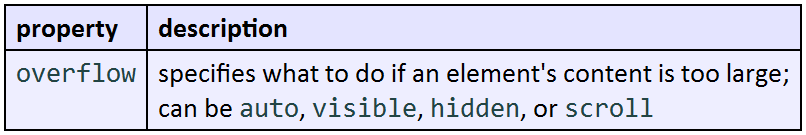 property description
overflow specifies what to do if an element's content is too large;
can be auto, visible, hidden, or scroll